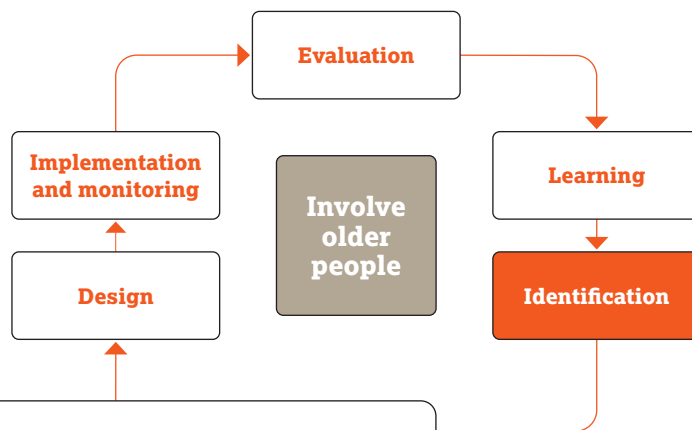 Evaluation
Implementation
and monitoring
Learning
Involve
older
people
Design
Identification